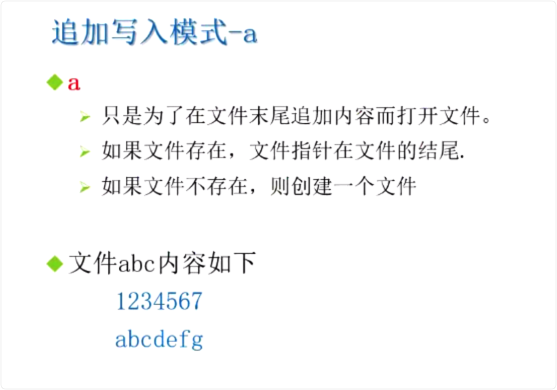 追加写入模式-a
a
只是为了在文件末尾追加内容而打开文件。
如果文件存在，文件指针在文件的结尾.
如果文件不存在，则创建一个文件
文件abc内容如下
1234567
abcdefg